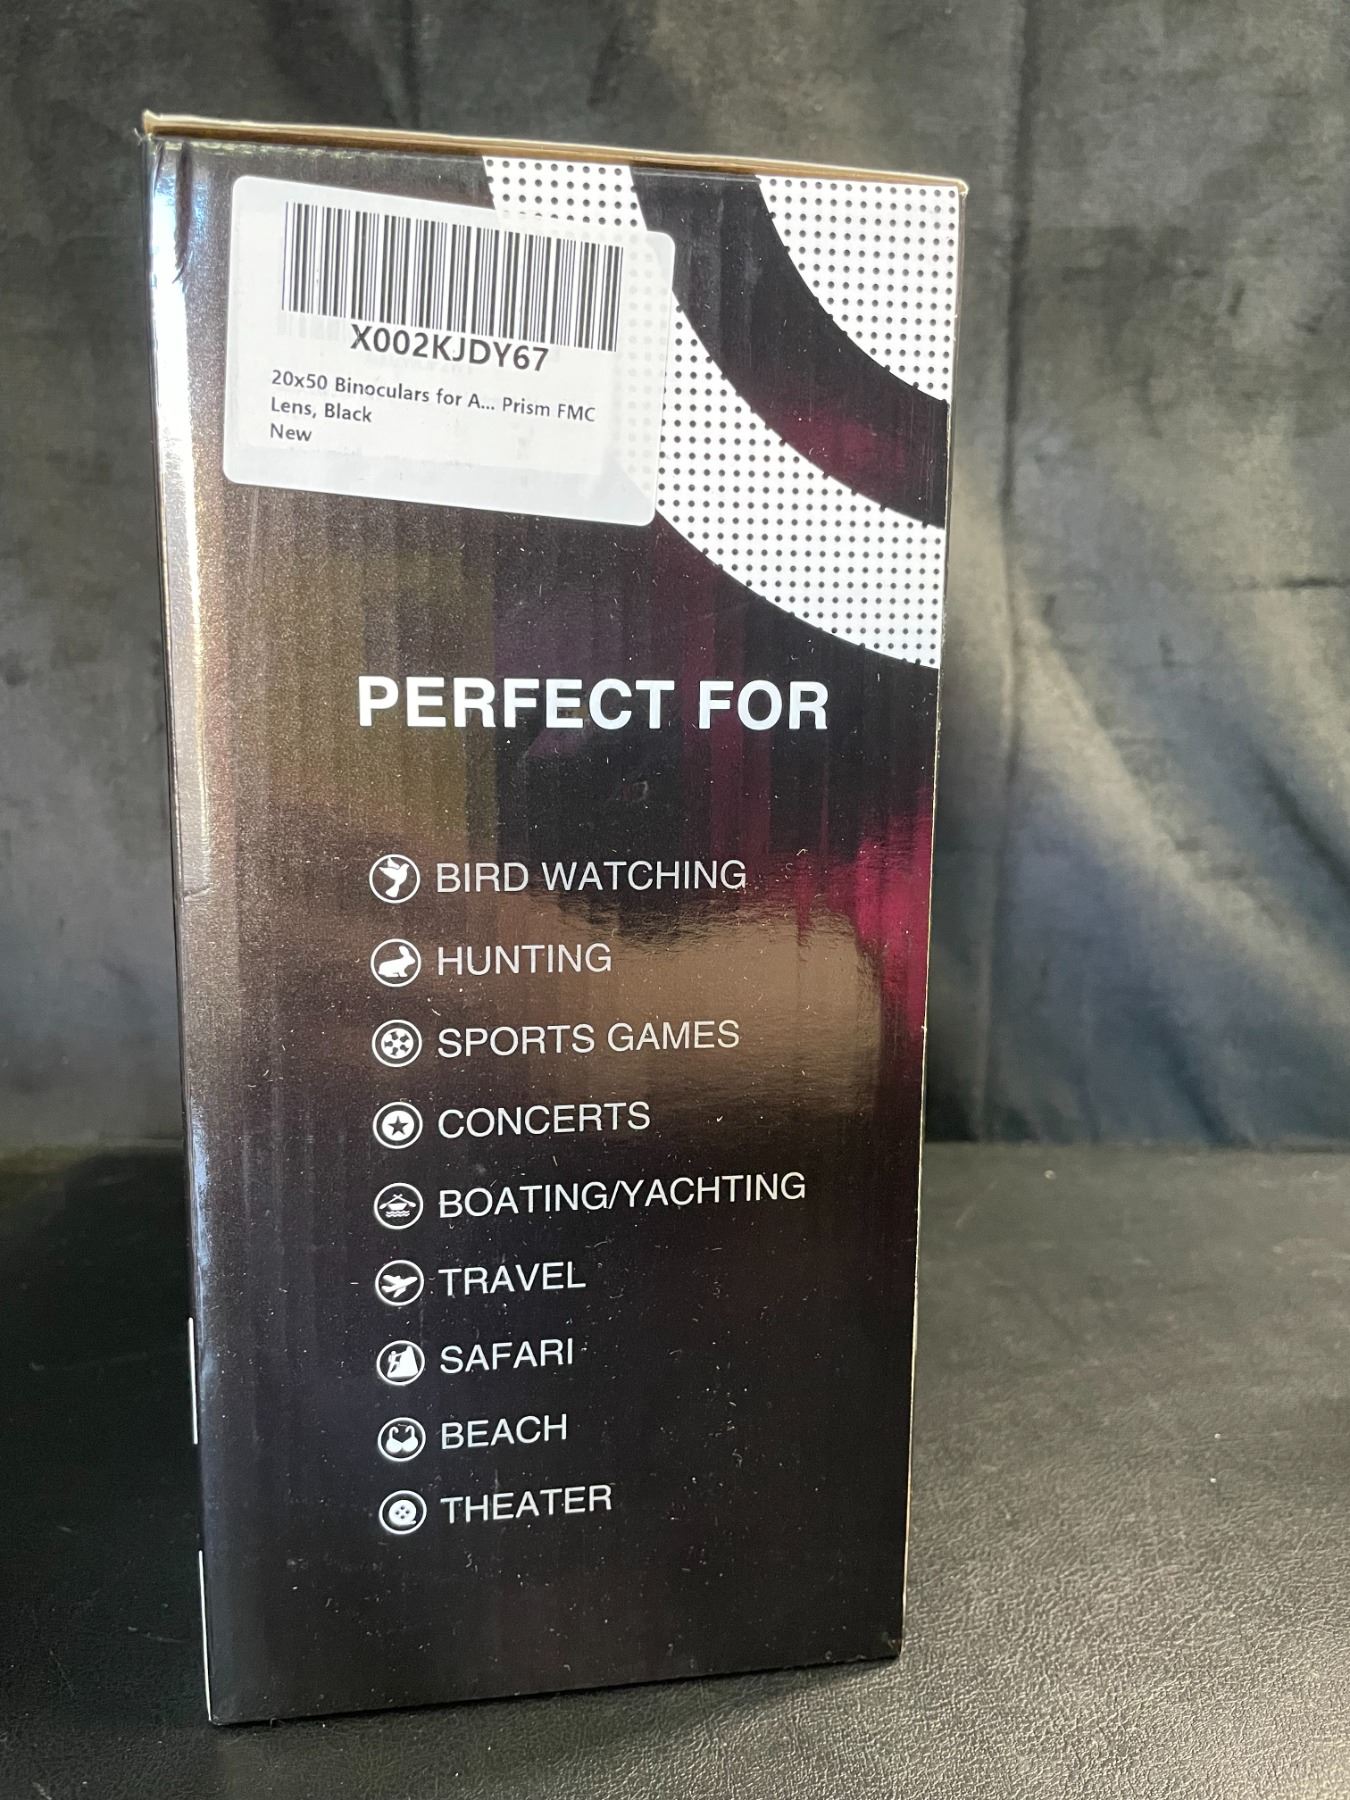 X002KJDY67
20x50 Binoculars for A... Prism FMC
Lens, Black
New
PERFECT FOR
BIRD WATCHING
HUNTING
SPORTS GAMES
CONCERTS
BOATING/YACHTING
TRAVEL
SAFARI
BEACH
THEATER